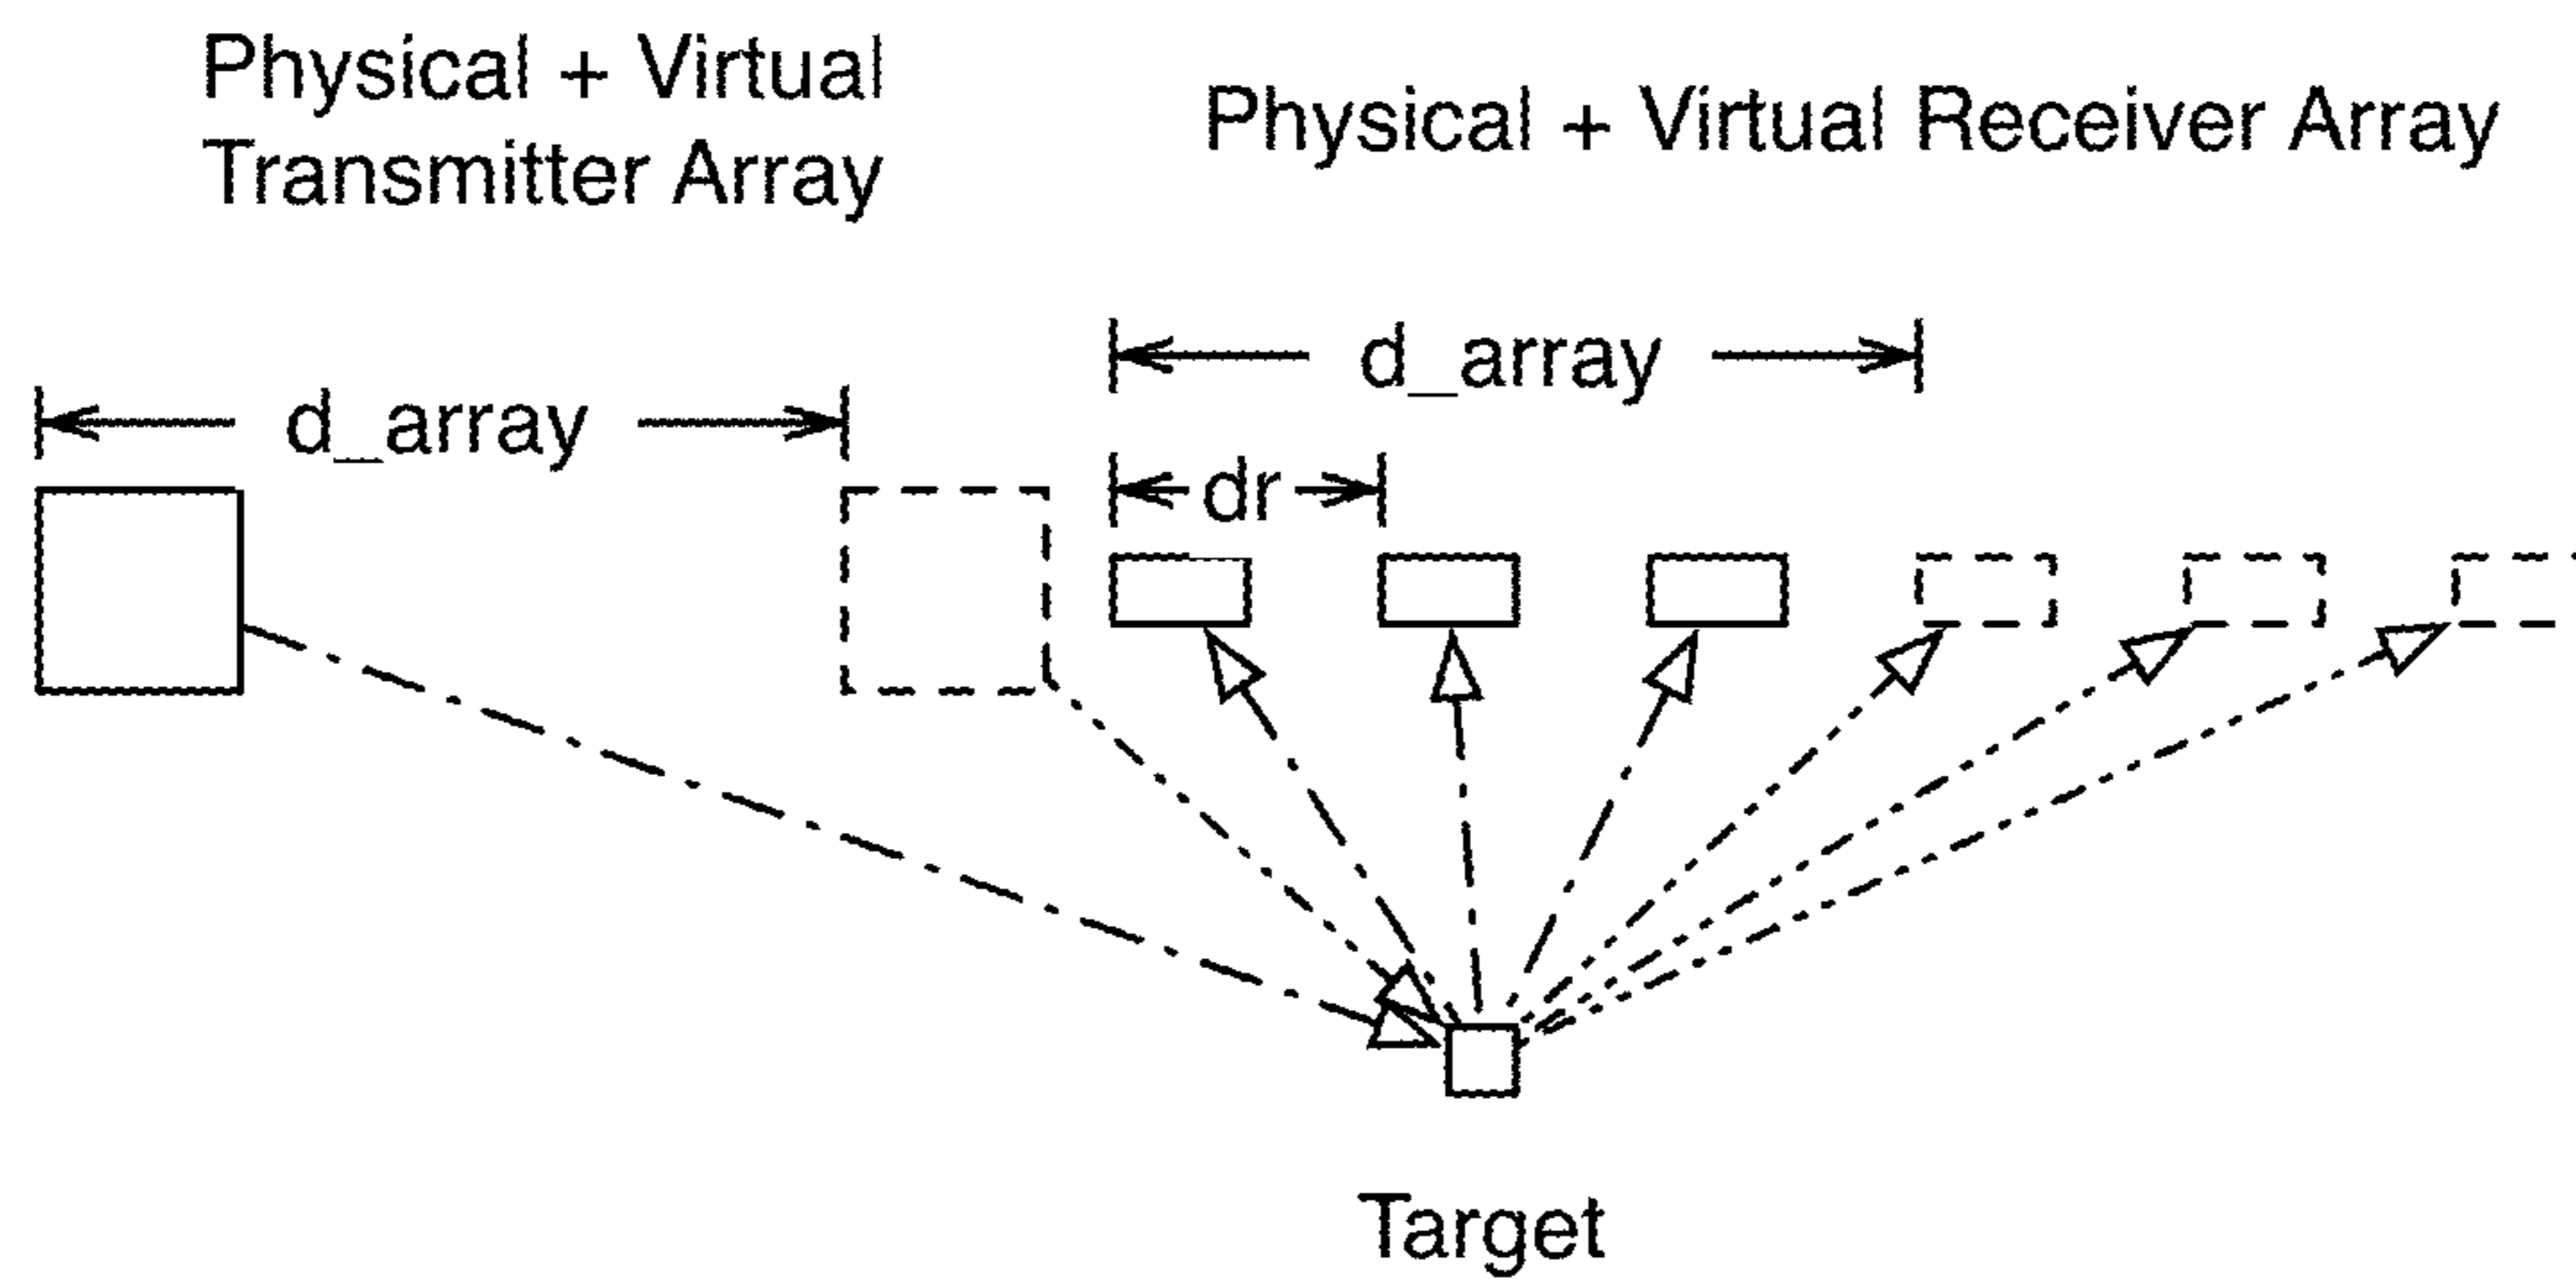 Physical + Virtual
Transmitter Array
Physical + Virtual Receiver Array
d_array
d_array
dr
Target